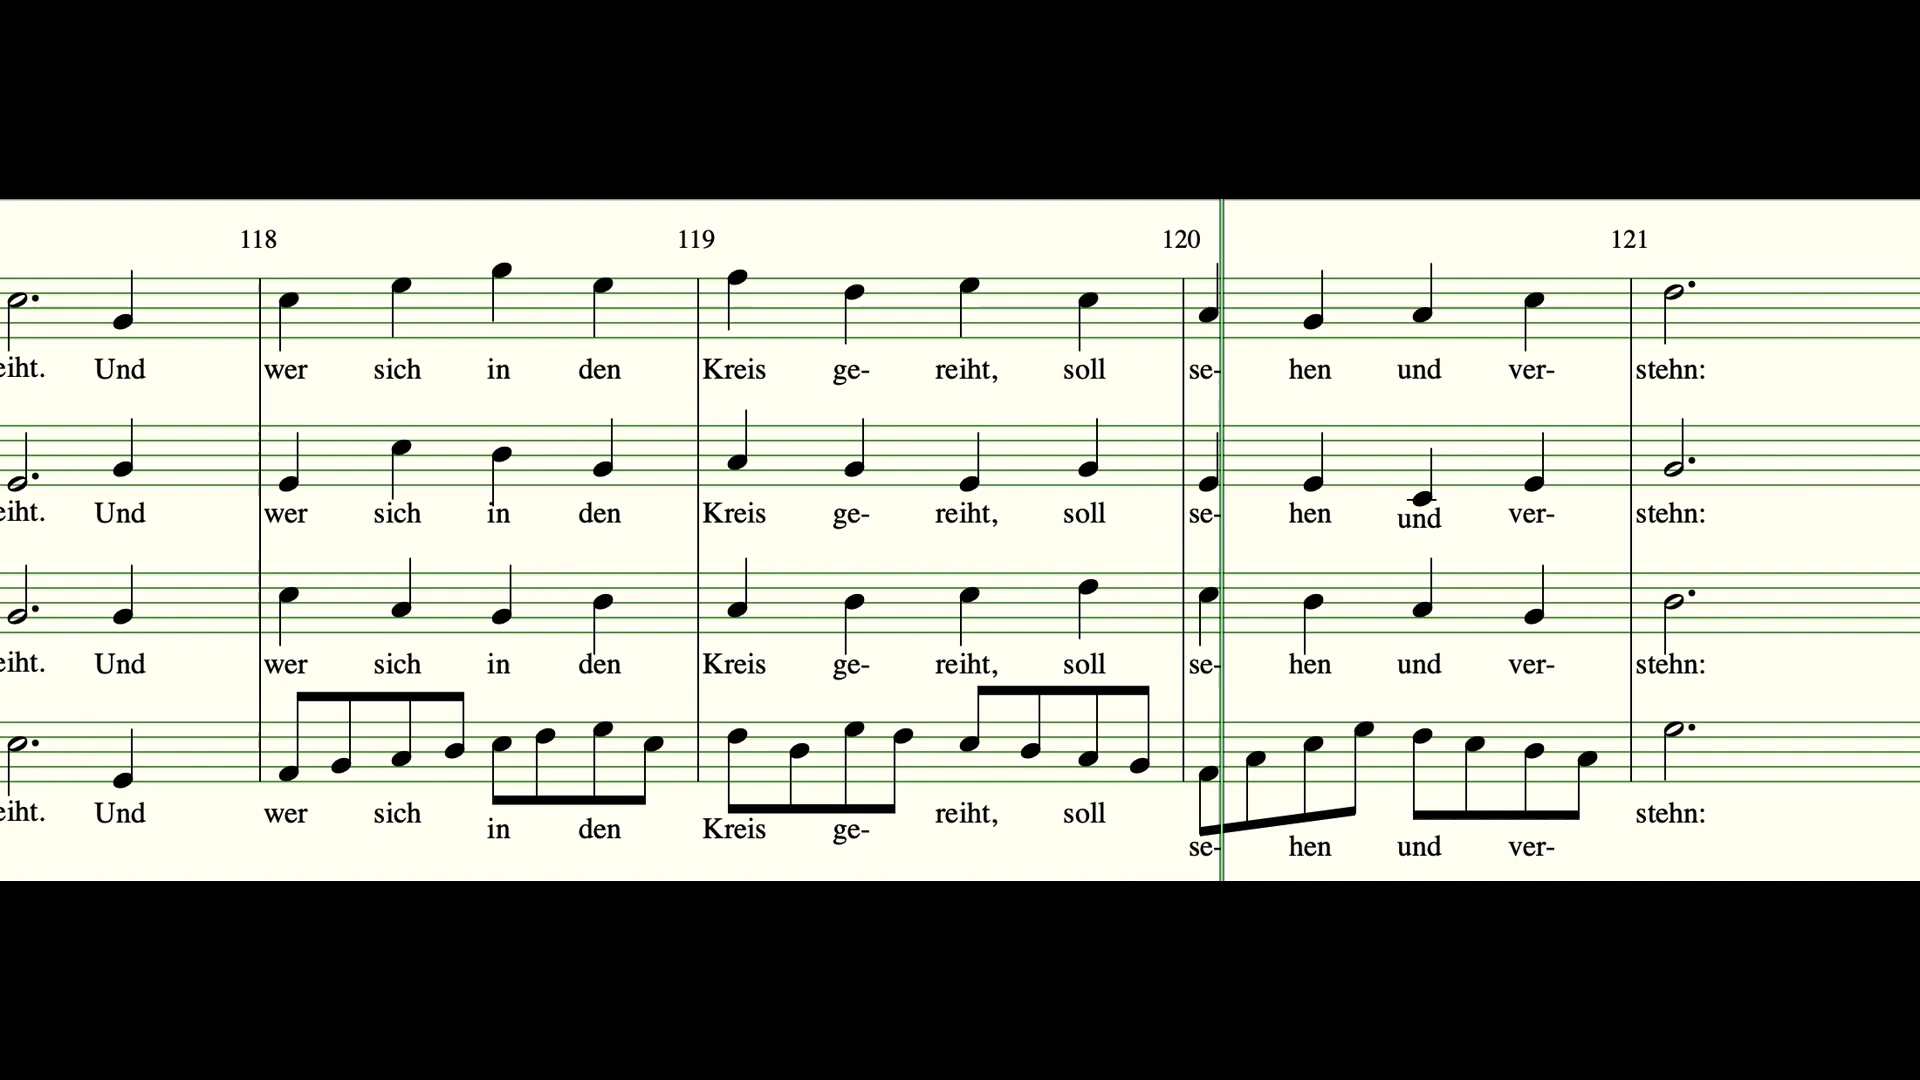 118 119 120 121
eiht. Und wer sich in den Kreis ge- reiht, soll se- hen und ver- stehn:
eiht. Und wer sich in den Kreis ge- reiht, soll se- hen und ver- stehn:
eiht. Und wer sich in den Kreis ge- reiht, soll se- hen und ver- stehn:
eiht. Und wer sich in den Kreis ge- reiht, soll se- hen und ver- stehn: